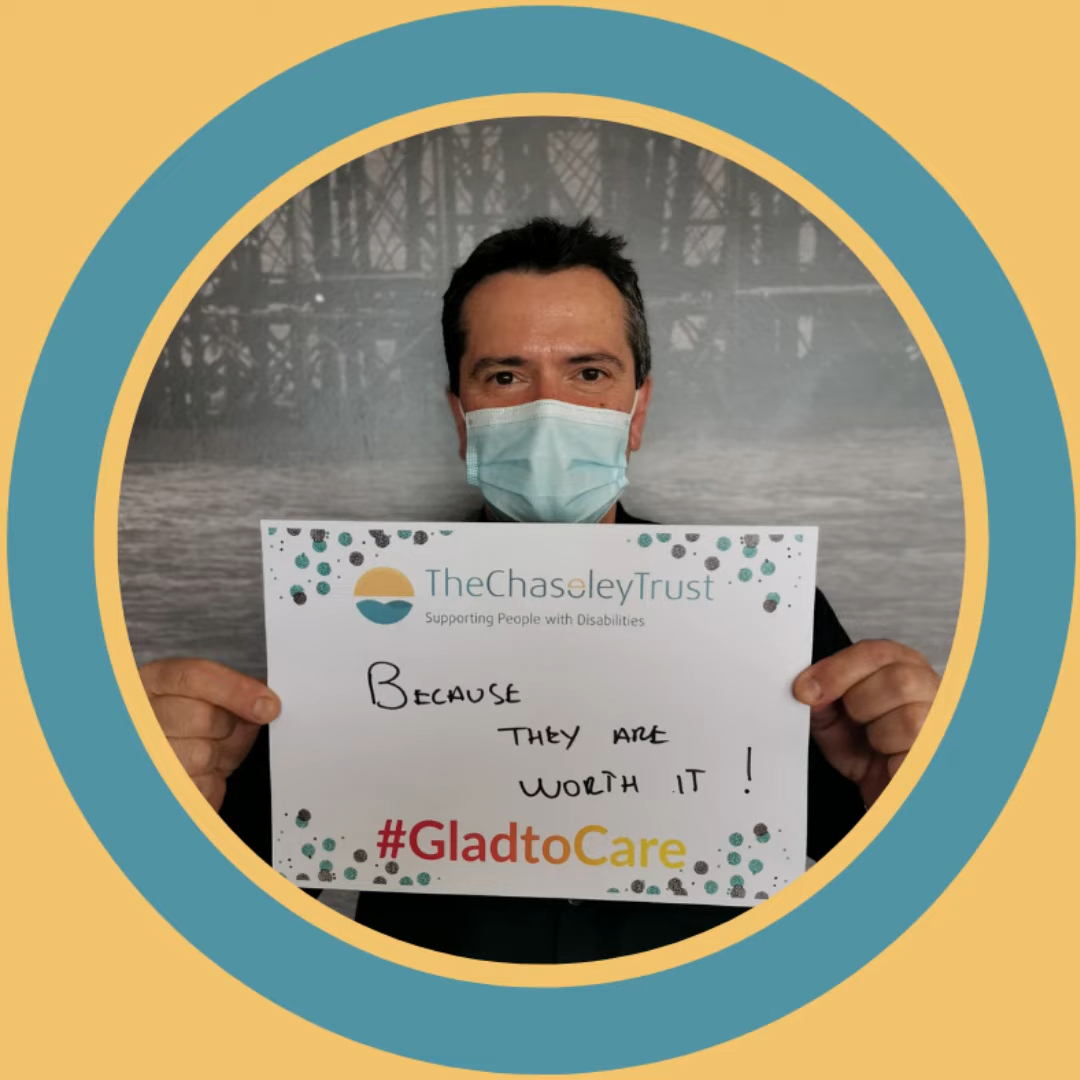 TheChaseleyTrust
Supporting People with Disabilities
BECAUSE
THEY ARE
WORTH IT !
#GladtoCare